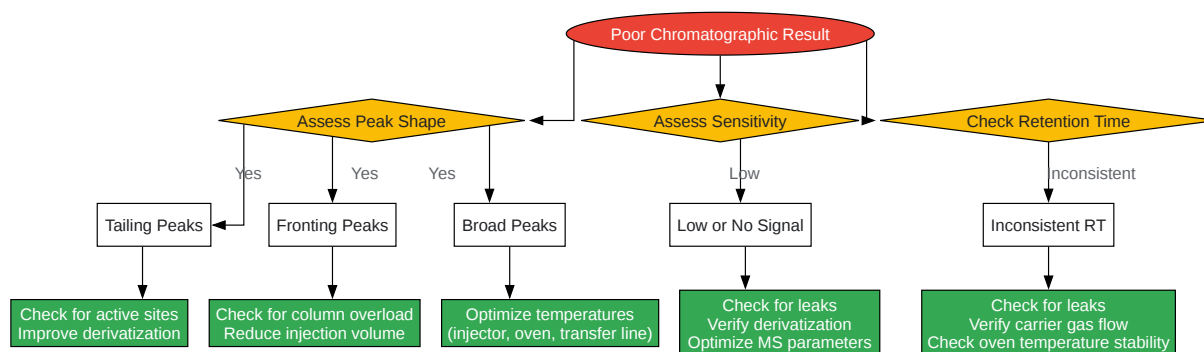 Poor Chromatographic Result
Assess Peak Shape
Assess Sensitivity
Check Retention Time
Yes
Yes
Yes
Low
Inconsistent
Tailing Peaks
Fronting Peaks
Broad Peaks
Low or No Signal
Inconsistent RT
Check for active sites
Improve derivatization
Check for column overload
Reduce injection volume
Optimize temperatures
(injector, oven, transfer line)
Check for leaks
Verify derivatization
Optimize MS parameters
Check for leaks
Verify carrier gas flow
Check oven temperature stability